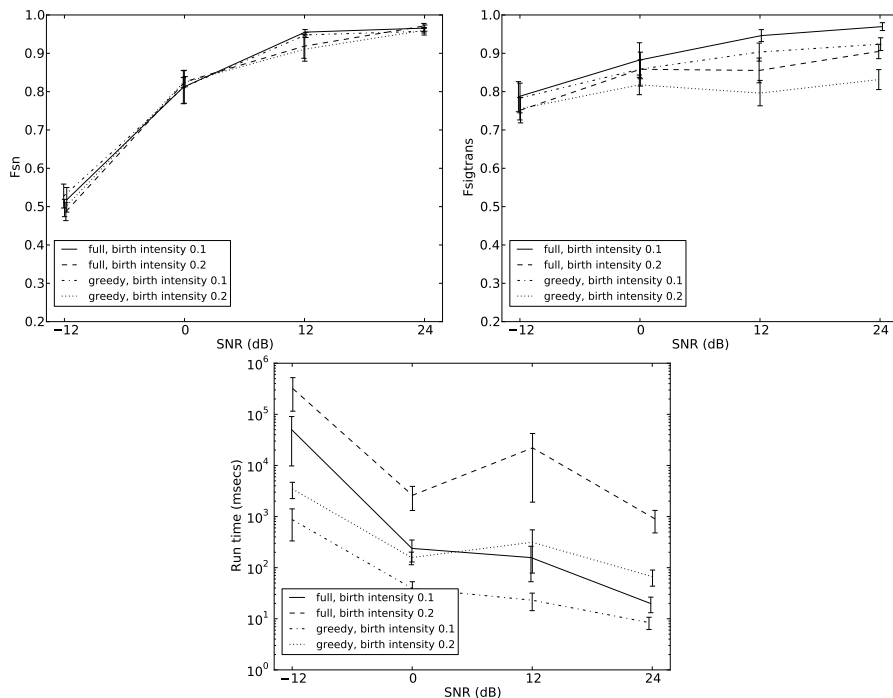 1.0
0.9
0.8
0.7
0.6
0.5
0.4
0.3
0.2
Fsn
full, birth intensity 0.1
full, birth intensity 0.2
greedy, birth intensity 0.1
greedy, birth intensity 0.2
−12 0 12 24
SNR (dB)
1.0
0.9
0.8
0.7
0.6
0.5
0.4
0.3
0.2
Fsigtrans
full, birth intensity 0.1
full, birth intensity 0.2
greedy, birth intensity 0.1
greedy, birth intensity 0.2
−12 0 12 24
SNR (dB)
10^6
10^5
10^4
10^3
10^2
10^1
10^0
Run time (msecs)
full, birth intensity 0.1
full, birth intensity 0.2
greedy, birth intensity 0.1
greedy, birth intensity 0.2
−12 0 12 24
SNR (dB)